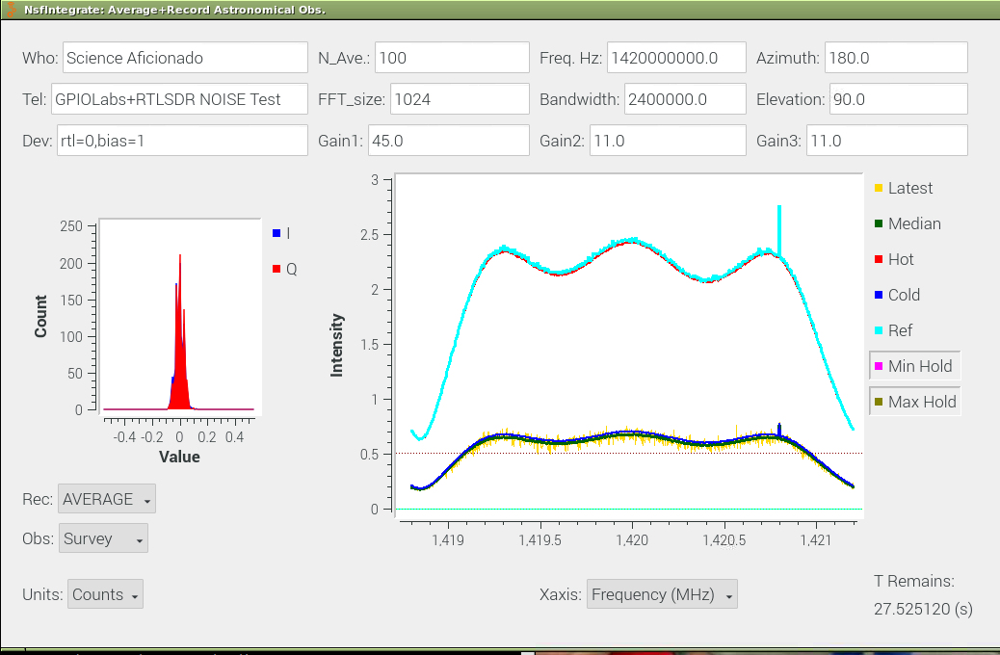 NsfIntegrate: Average+Record Astronomical Obs.
Who: Science Aficionado N_Ave.: 100 Freq. Hz: 1420000000.0 Azimuth: 180.0
Tel: GPIOLabs+RTLSDR NOISE Test FFT_size: 1024 Bandwidth: 2400000.0 Elevation: 90.0
Dev: rtl=0,bias=1 Gain1: 45.0 Gain2: 11.0 Gain3: 11.0
250
200
150
100
50
0
Count
-0.4 -0.2 0 0.2 0.4
Value
I
Q
3
2.5
2
1.5
1
0.5
0
Intensity
1,419 1,419.5 1,420 1,420.5 1,421
Latest
Median
Hot
Cold
Ref
Min Hold
Max Hold
Rec: AVERAGE
Obs: Survey
Units: Counts
Xaxis: Frequency (MHz)
T Remains:
27.525120 (s)